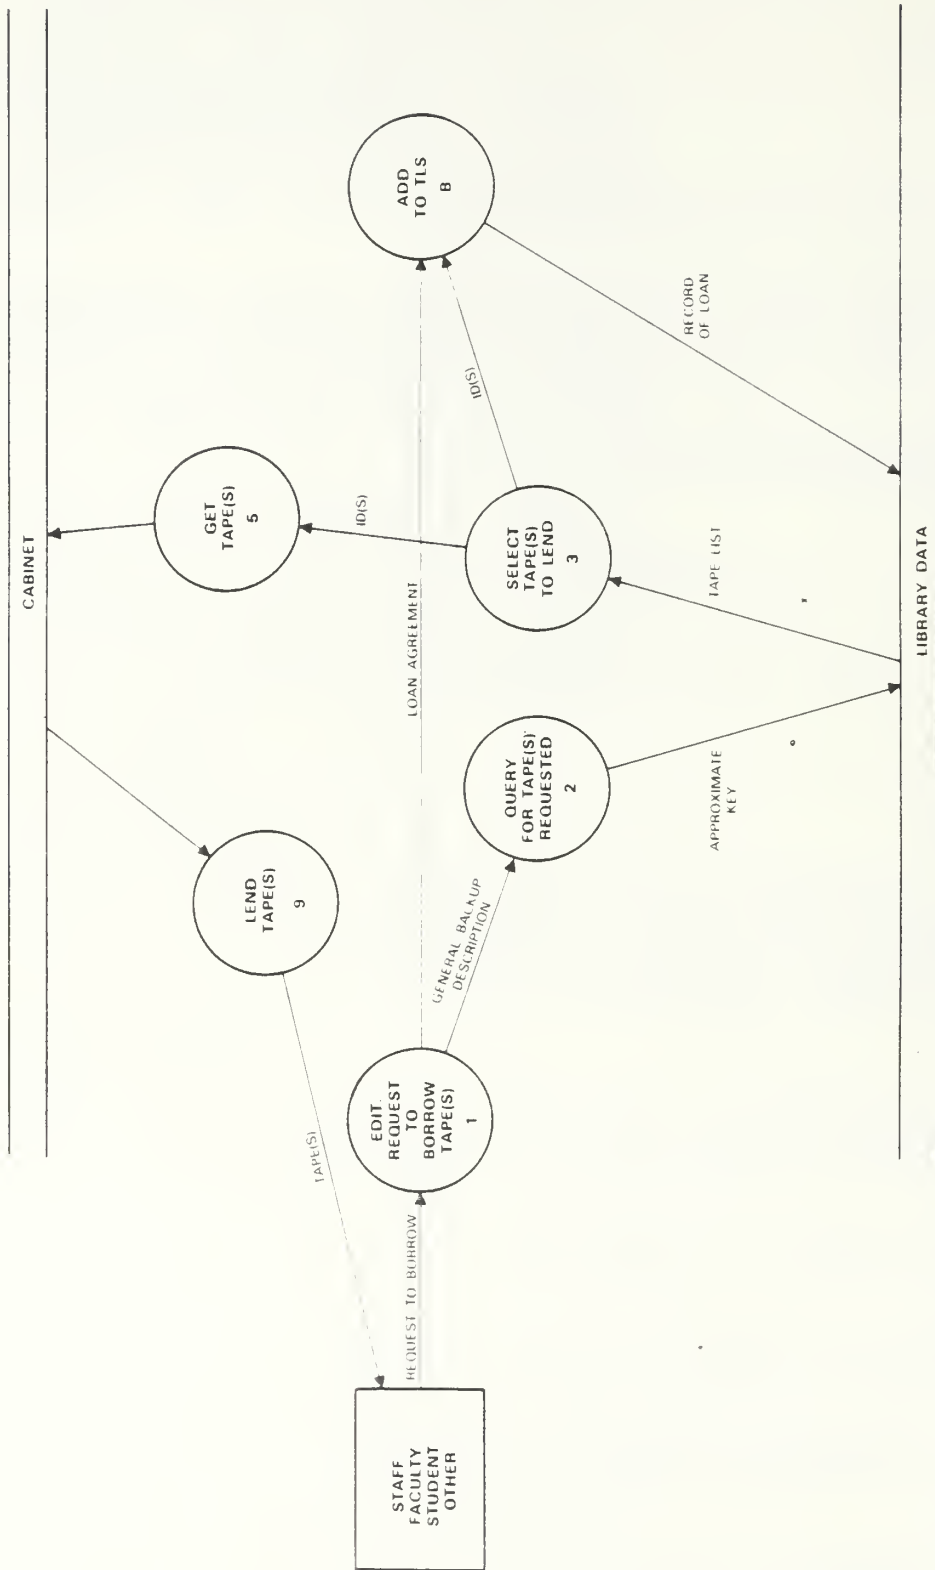 CABINET
ADD
TO TLS
8
GET
TAPE(S)
5
ID(S)
ID(S)
RECORD
OF LOAN
LOAN AGREEMENT
SELECT
TAPE(S)
TO LEND
3
TAPE LIST
LIBRARY DATA
LEND
TAPE(S)
9
QUERY
FOR TAPE(S)
REQUESTED
2
APPROXIMATE
KEY
GENERAL BACKUP
DESCRIPTION
TAPE(S)
EDIT
REQUEST
TO
BORROW
TAPE(S)
1
REQUEST TO BORROW
STAFF
FACULTY
STUDENT
OTHER